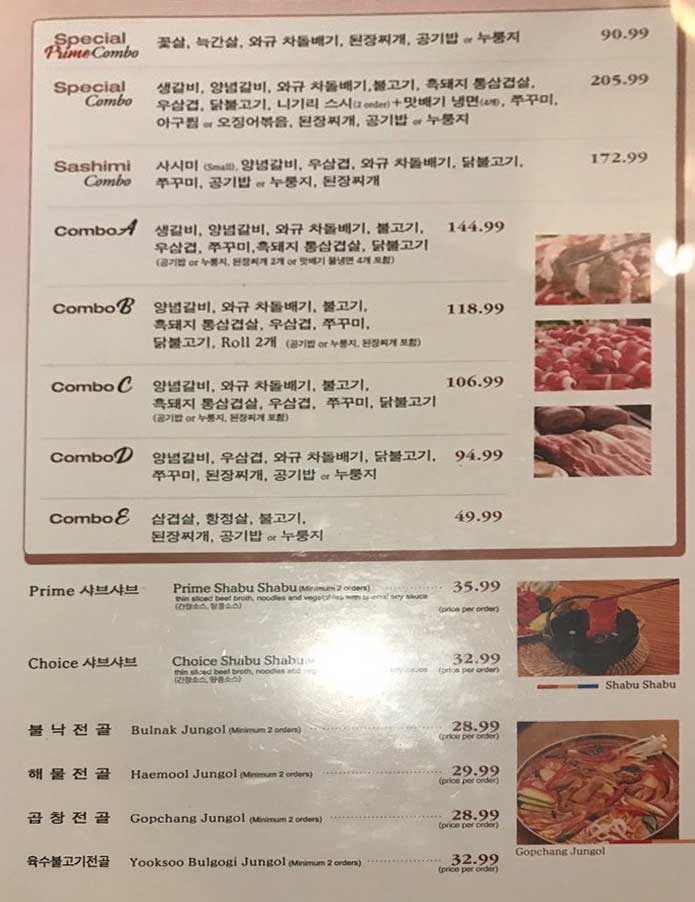 Special Prime Combo 꽃살, 늑간살, 와규 차돌배기, 된장찌개, 공기밥 or 누룽지 90.99
Special Combo 생갈비, 양념갈비, 와규 차돌배기,불고기, 흑돼지 통삼겹살, 205.99
우삼겹, 닭불고기, 니기리 스시(2 order)+맛배기 냉면(4개), 쭈꾸미,
아구찜 or 오징어볶음, 된장찌개, 공기밥 or 누룽지
Sashimi Combo 사시미 (Small), 양념갈비, 우삼겹, 와규 차돌배기, 닭불고기, 172.99
쭈꾸미, 공기밥 or 누룽지, 된장찌개
Combo A 생갈비, 양념갈비, 와규 차돌배기, 불고기, 144.99
우삼겹, 쭈꾸미,흑돼지 통삼겹살, 닭불고기
(공기밥 or 누룽지, 된장찌개 2개 or 맛배기 물냉면 4개 포함)
Combo B 양념갈비, 와규 차돌배기, 불고기, 118.99
흑돼지 통삼겹살, 우삼겹, 쭈꾸미,
닭불고기, Roll 2개 (공기밥 or 누룽지, 된장찌개 포함)
Combo C 양념갈비, 와규 차돌배기, 불고기, 106.99
흑돼지 통삼겹살, 우삼겹, 쭈꾸미, 닭불고기
(공기밥 or 누룽지, 된장찌개 포함)
Combo D 양념갈비, 우삼겹, 와규 차돌배기, 닭불고기, 94.99
쭈꾸미, 된장찌개, 공기밥 or 누룽지
Combo E 삼겹살, 항정살, 불고기, 49.99
된장찌개, 공기밥 or 누룽지
Prime 샤브샤브 Prime Shabu Shabu (Minimum 2 orders) 35.99
thin sliced beef broth, noodles and vegetables with special soy sauce (price per order)
(간장소스, 땅콩소스)
Choice 샤브샤브 Choice Shabu Shabu 32.99
thin sliced beef broth, noodles and soy sauce (price per order)
(간장소스, 땅콩소스)
Shabu Shabu
불낙전골 Bulnak Jungol (Minimum 2 orders) 28.99
(price per order)
해물전골 Haemool Jungol (Minimum 2 orders) 29.99
(price per order)
곱창전골 Gopchang Jungol (Minimum 2 orders) 28.99
(price per order)
Gopchang Jungol
육수불고기전골 Yooksoo Bulgogi Jungol (Minimum 2 orders) 32.99
(price per order)